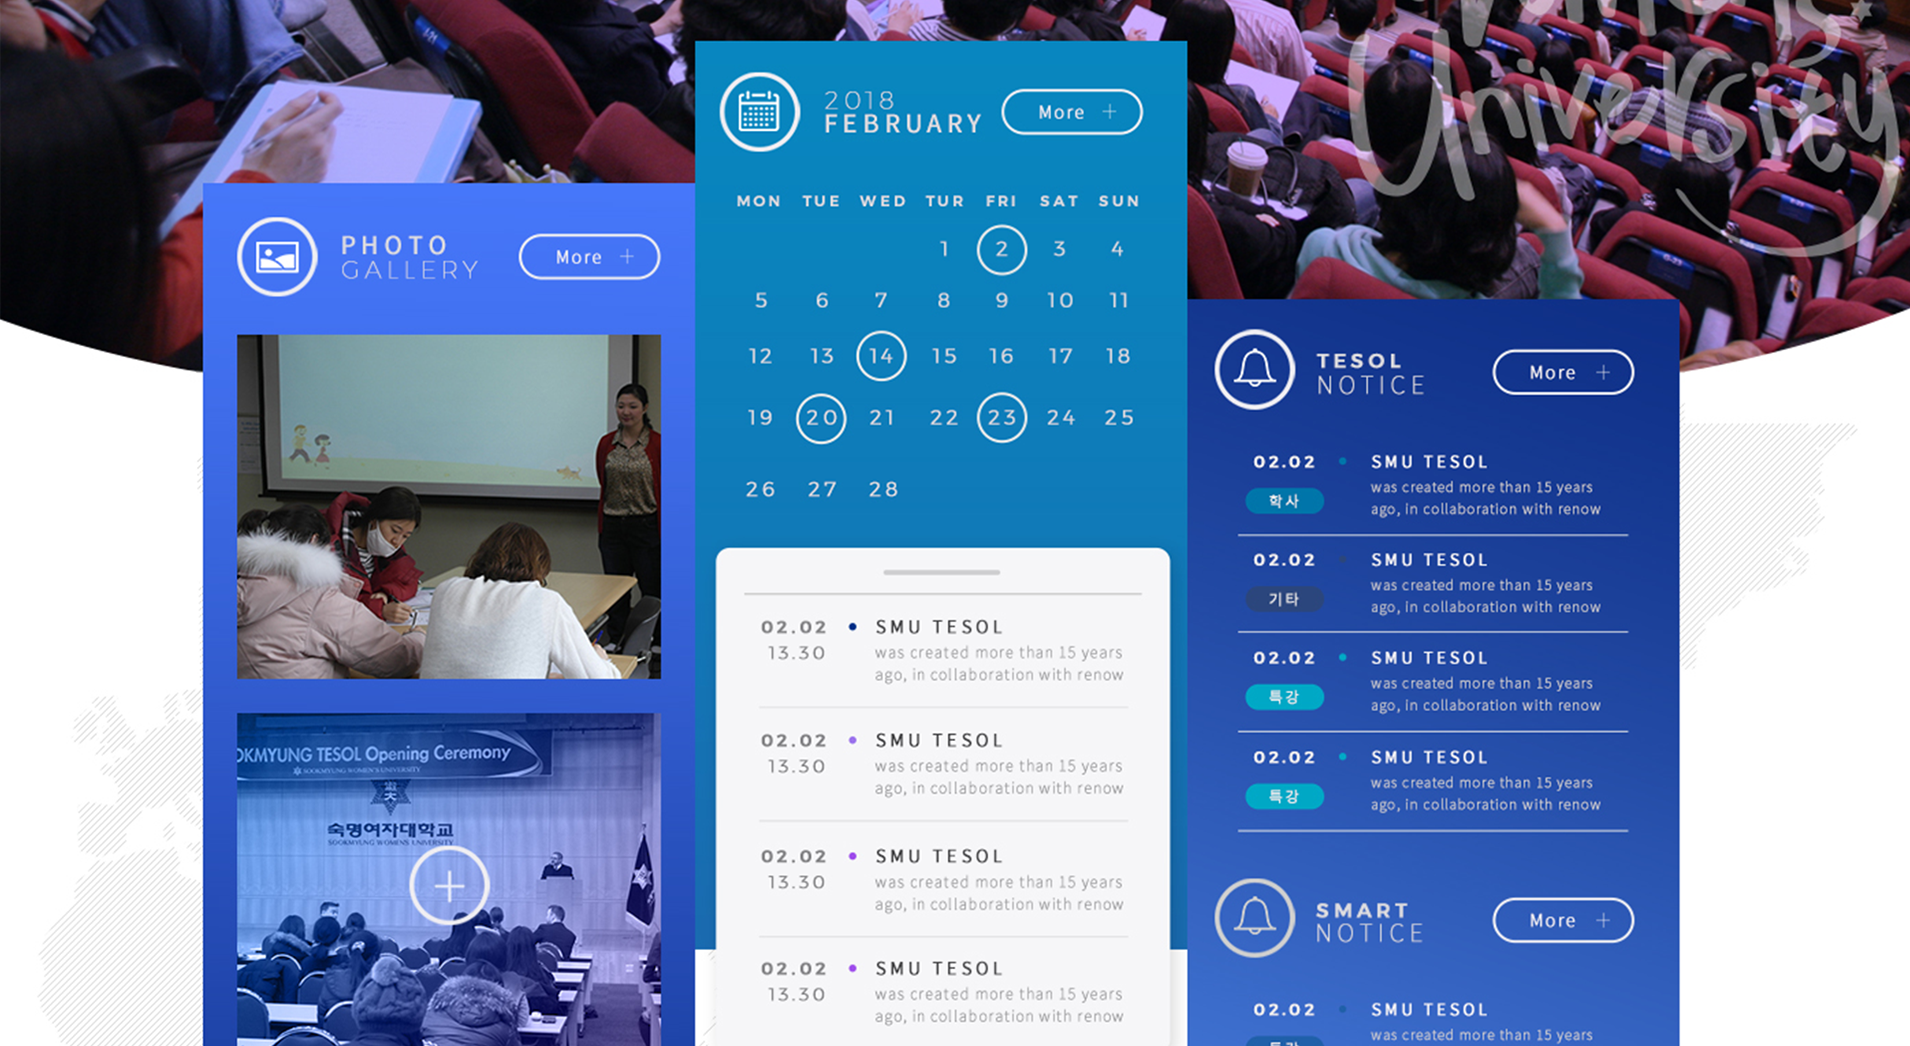 University
PHOTO
GALLERY
More +
OKMYUNG TESOL Opening Ceremony
SOOKMYUNG WOMEN'S UNIVERSITY
숙명여자대학교
SOOKMYUNG WOMEN'S UNIVERSITY
2018
FEBRUARY
More +
MON TUE WED TUR FRI SAT SUN
1 2 3 4
5 6 7 8 9 10 11
12 13 14 15 16 17 18
19 20 21 22 23 24 25
26 27 28
02.02 SMU TESOL
13.30 was created more than 15 years
ago, in collaboration with renow
02.02 SMU TESOL
13.30 was created more than 15 years
ago, in collaboration with renow
02.02 SMU TESOL
13.30 was created more than 15 years
ago, in collaboration with renow
02.02 SMU TESOL
13.30 was created more than 15 years
ago, in collaboration with renow
TESOL
NOTICE
More +
02.02 SMU TESOL
was created more than 15 years
학사 ago, in collaboration with renow
02.02 SMU TESOL
was created more than 15 years
기타 ago, in collaboration with renow
02.02 SMU TESOL
was created more than 15 years
특강 ago, in collaboration with renow
02.02 SMU TESOL
was created more than 15 years
특강 ago, in collaboration with renow
SMART
NOTICE
More +
02.02 SMU TESOL
was created more than 15 years
특강